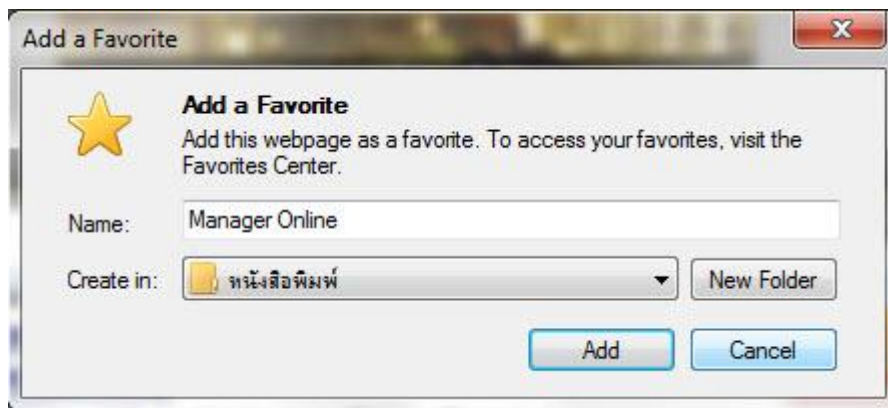 Add a Favorite
Add a Favorite
Add this webpage as a favorite. To access your favorites, visit the
Favorites Center.
Name: Manager Online
Create in: หนังสือพิมพ์ New Folder
Add Cancel